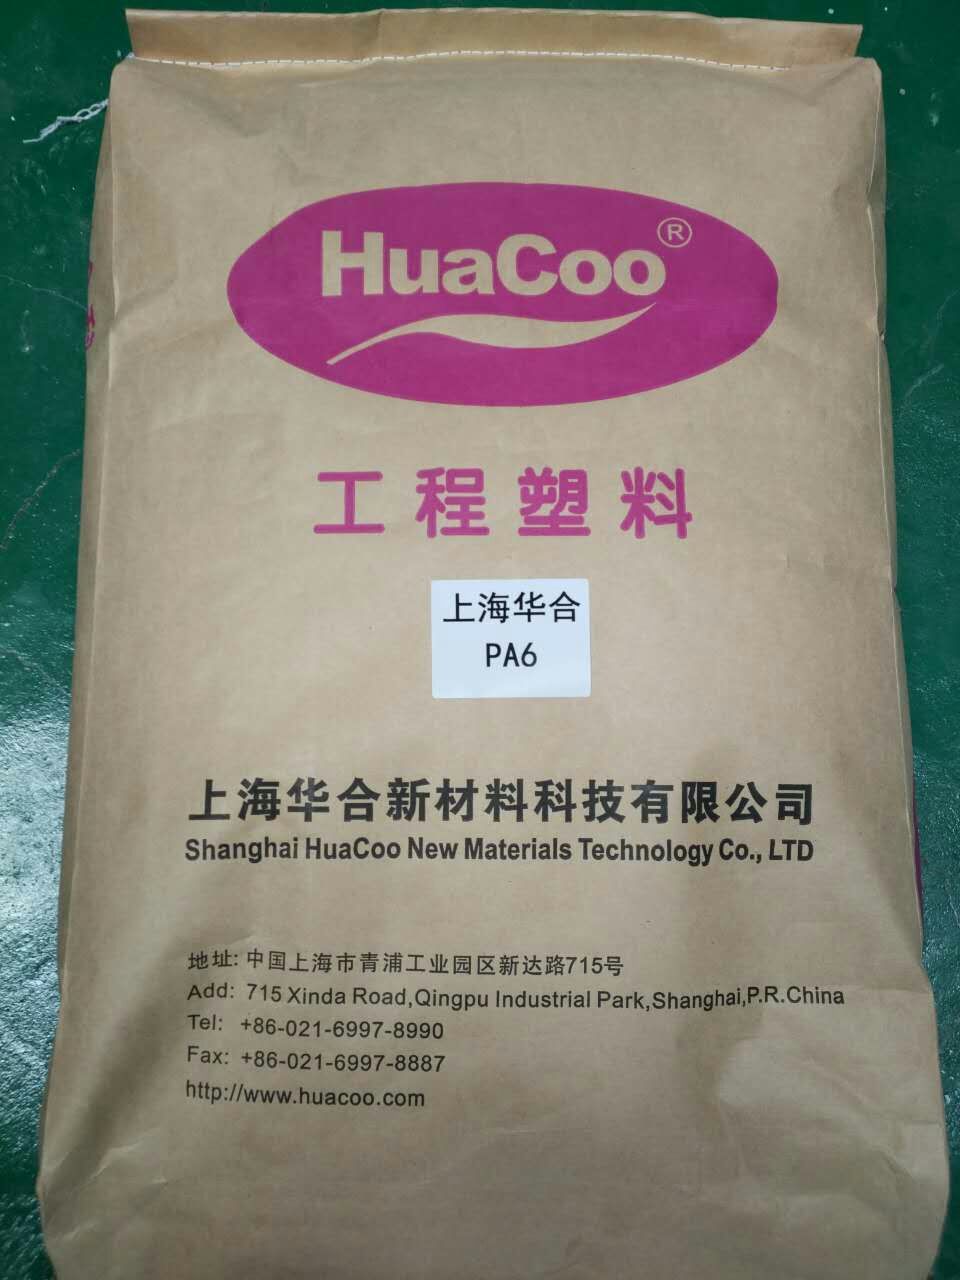 HuaCoo®
工程塑料
上海华合
PA6
上海华合新材料科技有限公司
Shanghai HuaCoo New Materials Technology Co., LTD
地址: 中国上海市青浦工业园区新达路715号
Add: 715 Xinda Road,Qingpu Industrial Park,Shanghai,P.R.China
Tel: +86-021-6997-8990
Fax: +86-021-6997-8887
http://www.huacoo.com